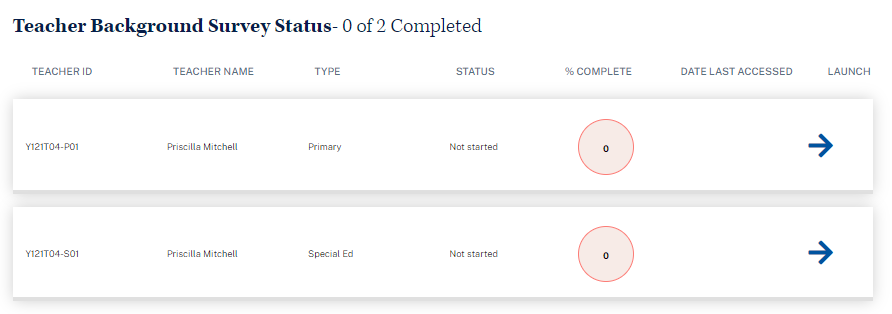 Teacher Background Survey Status- 0 of 2 Completed
TEACHER ID TEACHER NAME TYPE STATUS % COMPLETE DATE LAST ACCESSED LAUNCH
Y121T04-P01 Priscilla Mitchell Primary Not started 0
Y121T04-S01 Priscilla Mitchell Special Ed Not started 0